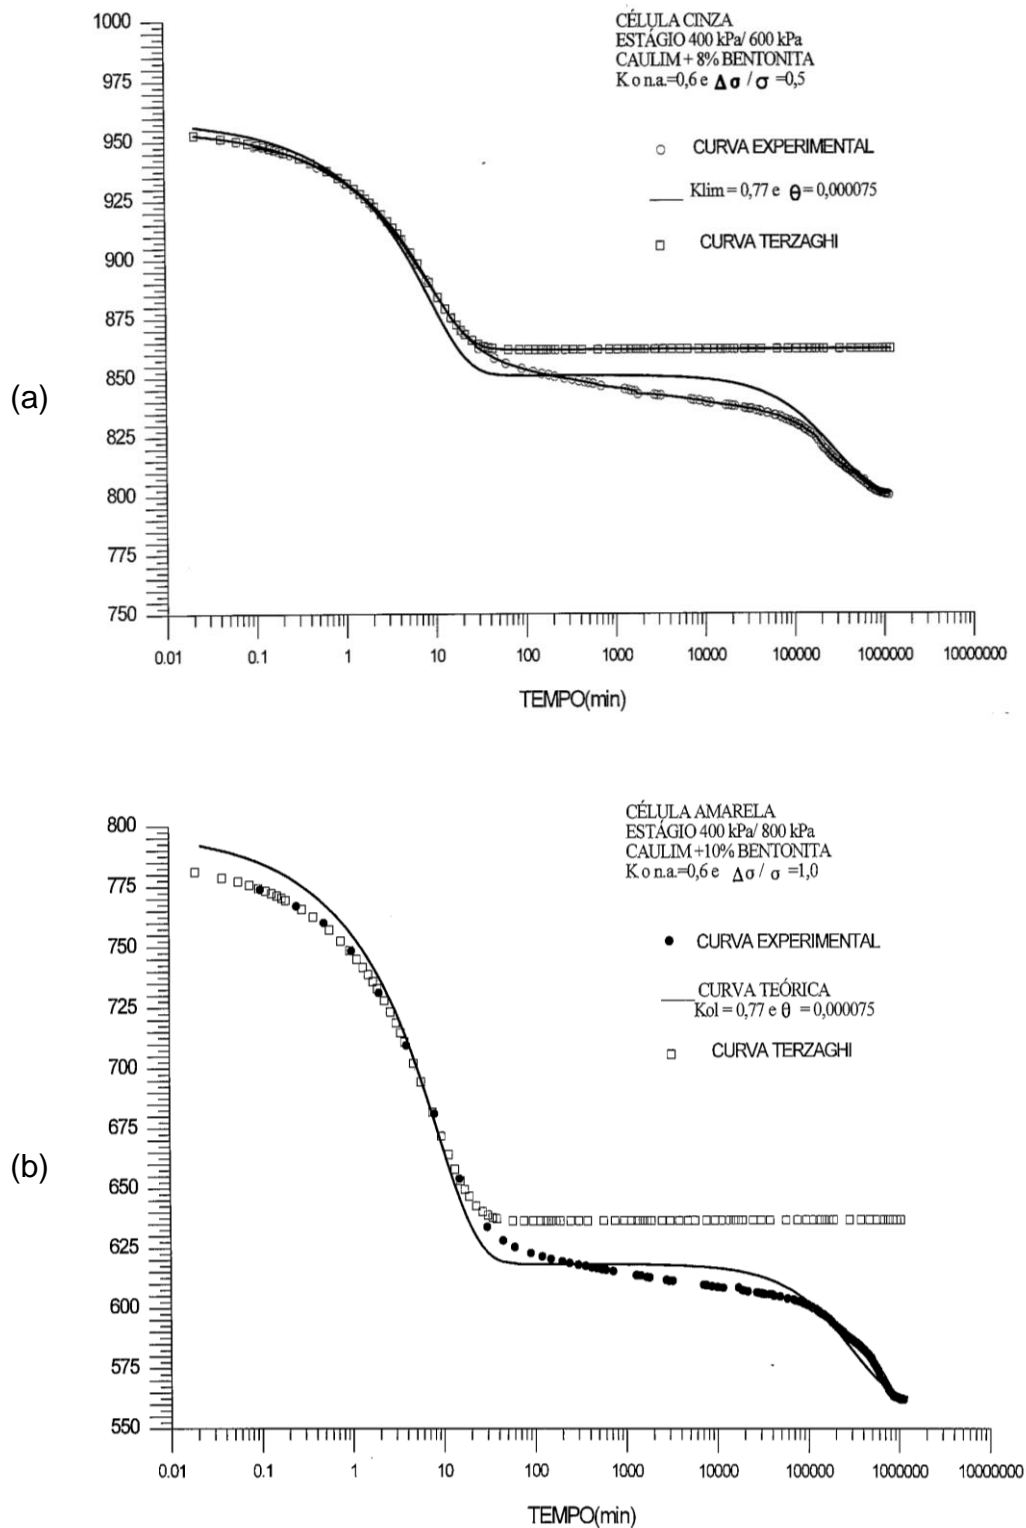 CÉLULA CINZA
ESTÁGIO 400 kPa/ 600 kPa
CAULIM + 8% BENTONITA
K o n.a.=0,6 e Δσ / σ =0,5
CURVA EXPERIMENTAL
Klim = 0,77 e θ = 0,000075
CURVA TERZAGHI
1000
975
950
925
900
875
850
825
800
775
750
(a)
0.01 0.1 1 10 100 1000 10000 100000 1000000 10000000
TEMPO(min)
CÉLULA AMARELA
ESTÁGIO 400 kPa/ 800 kPa
CAULIM +10% BENTONITA
K o n.a.=0,6 e Δσ / σ =1,0
CURVA EXPERIMENTAL
CURVA TEÓRICA
Kol = 0,77 e θ = 0,000075
CURVA TERZAGHI
800
775
750
725
700
675
650
625
600
575
550
(b)
0.01 0.1 1 10 100 1000 10000 100000 1000000 10000000
TEMPO(min)